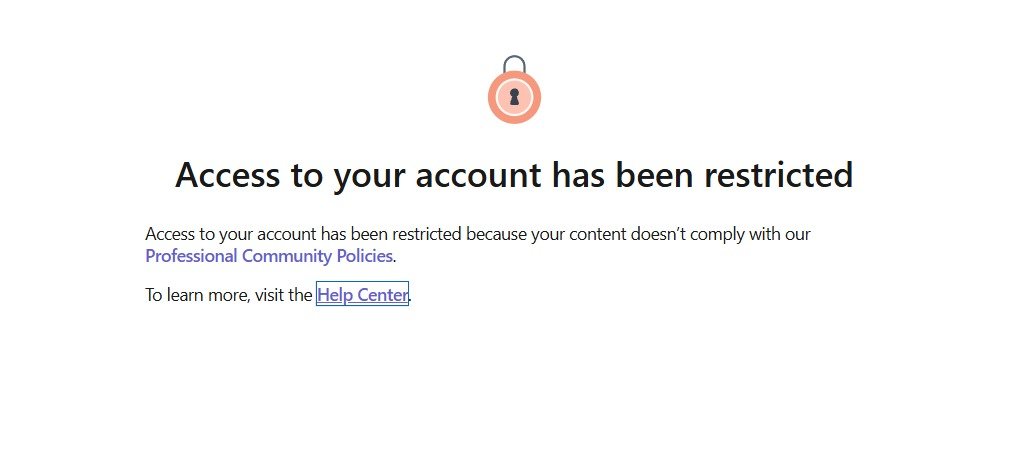 Access to your account has been restricted
Access to your account has been restricted because your content doesn’t comply with our
Professional Community Policies.
To learn more, visit the Help Center.